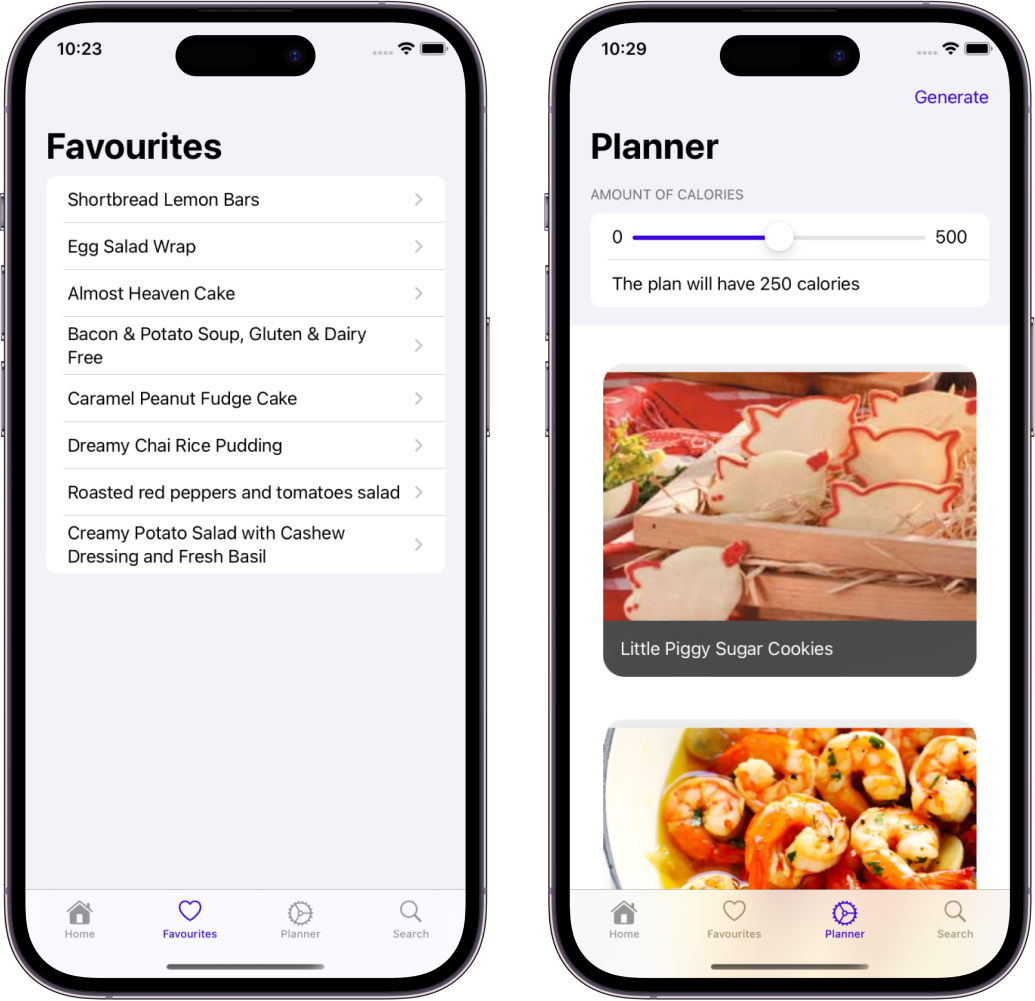 10:23
Favourites
Shortbread Lemon Bars
Egg Salad Wrap
Almost Heaven Cake
Bacon & Potato Soup, Gluten & Dairy
Free
Caramel Peanut Fudge Cake
Dreamy Chai Rice Pudding
Roasted red peppers and tomatoes salad
Creamy Potato Salad with Cashew
Dressing and Fresh Basil
Home Favourites Planner Search
10:29
Generate
Planner
AMOUNT OF CALORIES
0 500
The plan will have 250 calories
Little Piggy Sugar Cookies
Home Favourites Planner Search